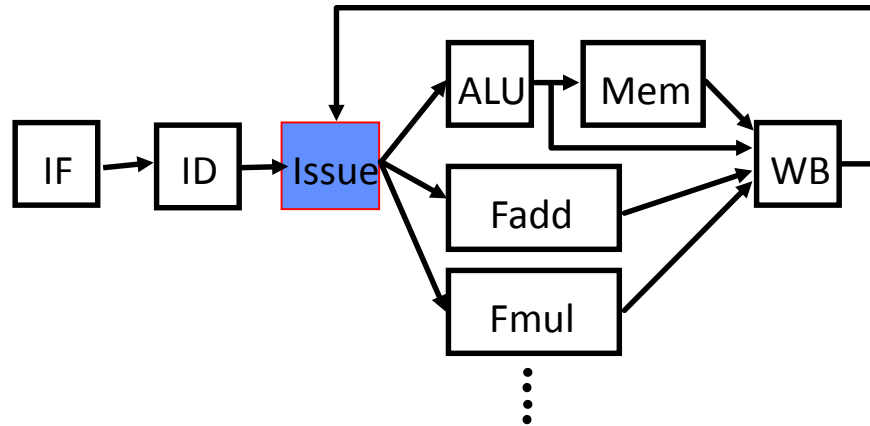 IF
ID
Issue
ALU
Mem
Fadd
Fmul
WB